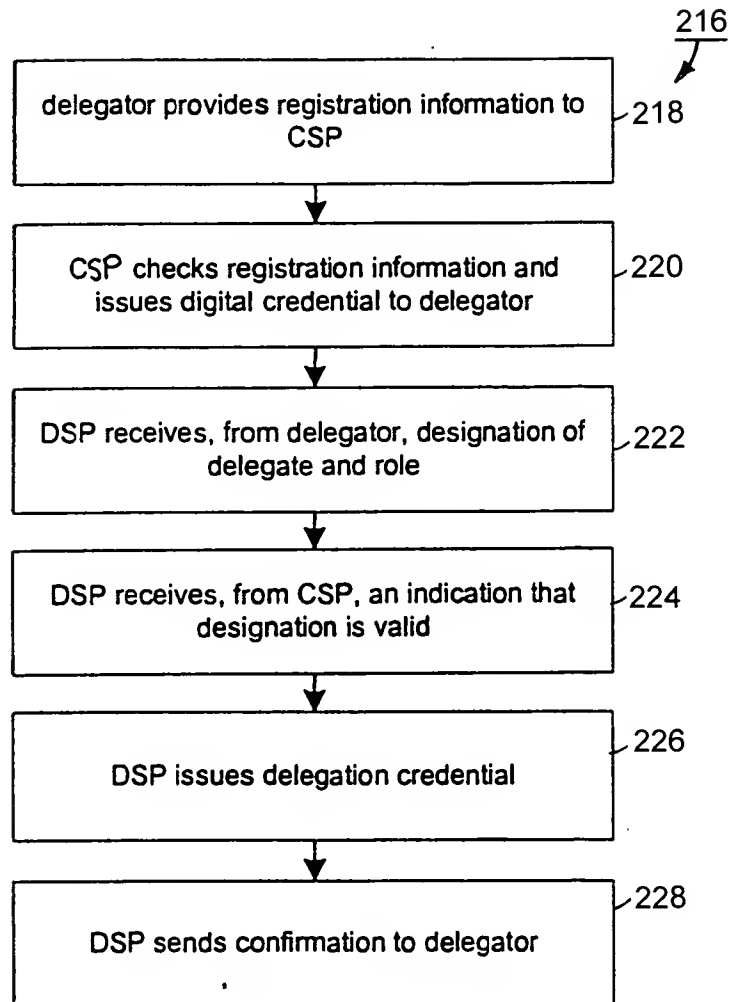 216
delegator provides registration information to
CSP
218
CSP checks registration information and
issues digital credential to delegator
220
DSP receives, from delegator, designation of
delegate and role
222
DSP receives, from CSP, an indication that
designation is valid
224
DSP issues delegation credential
226
DSP sends confirmation to delegator
228